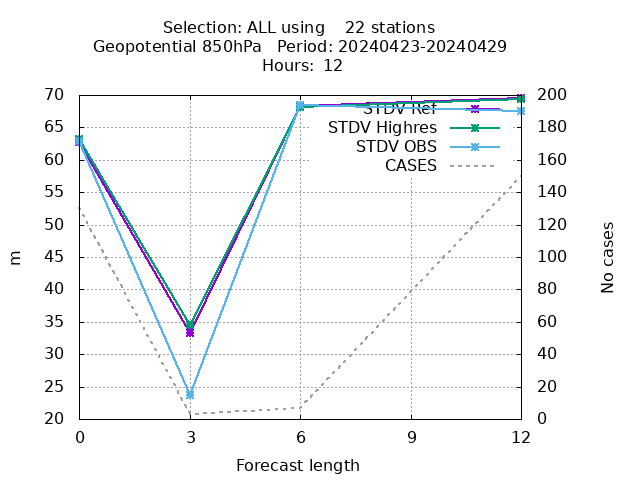 Selection: ALL using    22 stations
Geopotential 850hPa   Period: 20240423-20240429
Hours: 12
70 200
STDV Ref
65 180
STDV Highres
STDV OBS
60 160
CASES
55 140
50 120
45 100
m
No cases
40 80
35 60
30 40
25 20
20 0
0 3 6 9 12
Forecast length